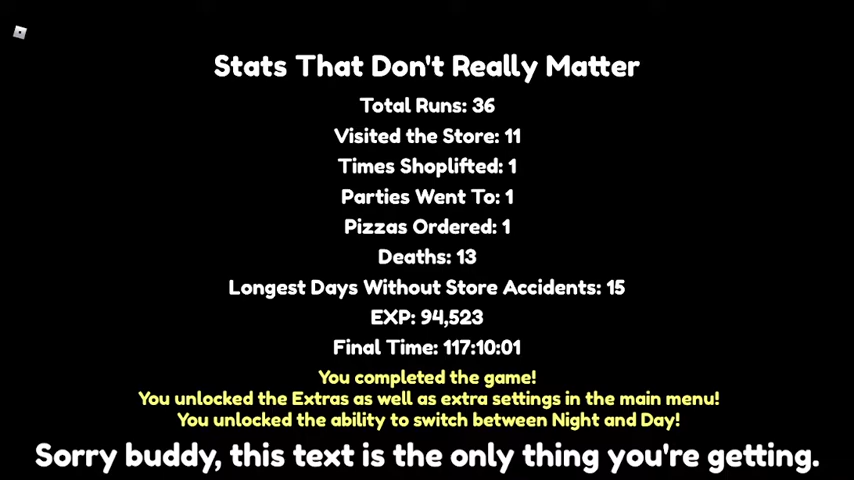 Stats That Don't Really Matter
Total Runs: 36
Visited the Store: 11
Times Shoplifted: 1
Parties Went To: 1
Pizzas Ordered: 1
Deaths: 13
Longest Days Without Store Accidents: 15
EXP: 94,523
Final Time: 117:10:01
You completed the game!
You unlocked the Extras as well as extra settings in the main menu!
You unlocked the ability to switch between Night and Day!
Sorry buddy, this text is the only thing you're getting.